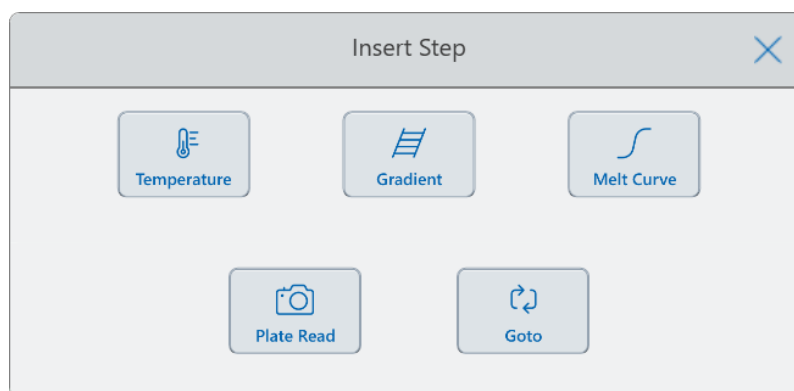 Insert Step
Temperature
Gradient
Melt Curve
Plate Read
Goto